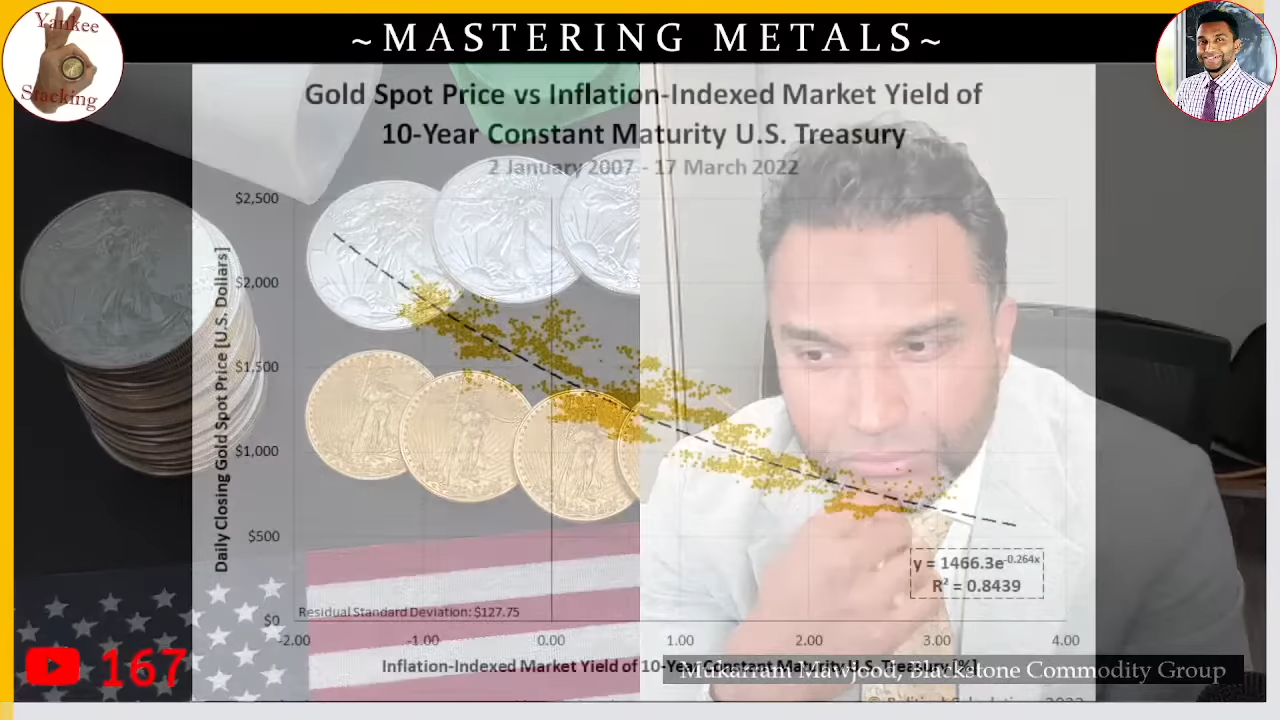 Yankee
Stacking
~MASTERING METALS~
Gold Spot Price vs Inflation-Indexed Market Yield of
10-Year Constant Maturity U.S. Treasury
2 January 2007 - 17 March 2022
Daily Closing Gold Spot Price [U.S. Dollars]
$2,500
$2,000
$1,500
$1,000
$500
$0
y = 1466.3e^-0.264x
R² = 0.8439
Residual Standard Deviation: $127.75
-2.00 -1.00 0.00 1.00 2.00 3.00 4.00
Inflation-Indexed Market Yield of 10-Year Constant Maturity U.S. Treasury [%]
Mukarram Mawjood, Blackstone Commodity Group
167